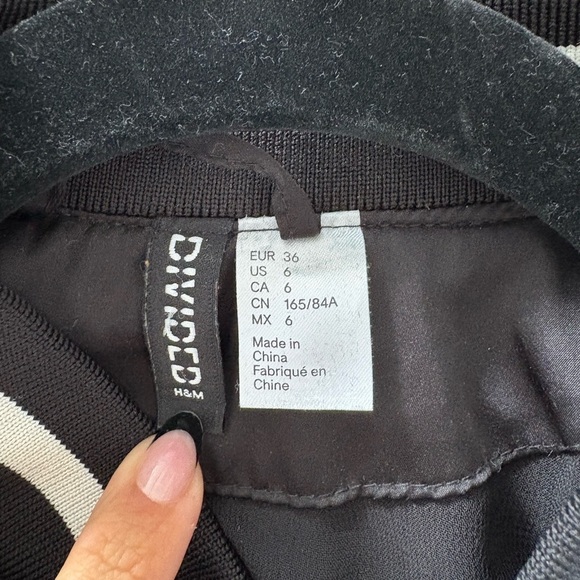 DIVIDED
H&M
EUR 36
US 6
CA 6
CN 165/84A
MX 6
Made in
China
Fabriqué en
Chine